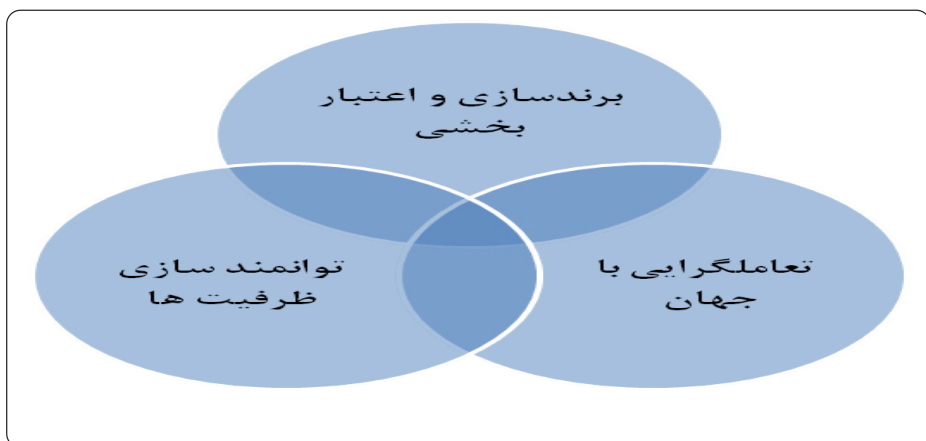 برندسازی و اعتبار
بخشی
تعاملگرایی با
جهان
توانمند سازی
ظرفیت ها